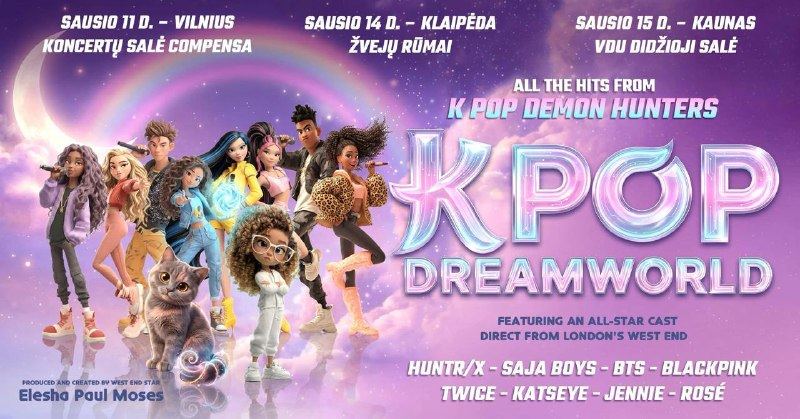 SAUSIO 11 D. – VILNIUS
KONCERTŲ SALĖ COMPENSA
SAUSIO 14 D. – KLAIPĖDA
ŽVEJŲ RŪMAI
SAUSIO 15 D. – KAUNAS
VDU DIDŽIOJI SALĖ
ALL THE HITS FROM
K POP DEMON HUNTERS
KPOP
DREAMWORLD
FEATURING AN ALL-STAR CAST
DIRECT FROM LONDON'S WEST END
HUNTR/X - SAJA BOYS - BTS - BLACKPINK
TWICE - KATSEYE - JENNIE - ROSÉ
PRODUCED AND CREATED BY WEST END STAR
Elesha Paul Moses